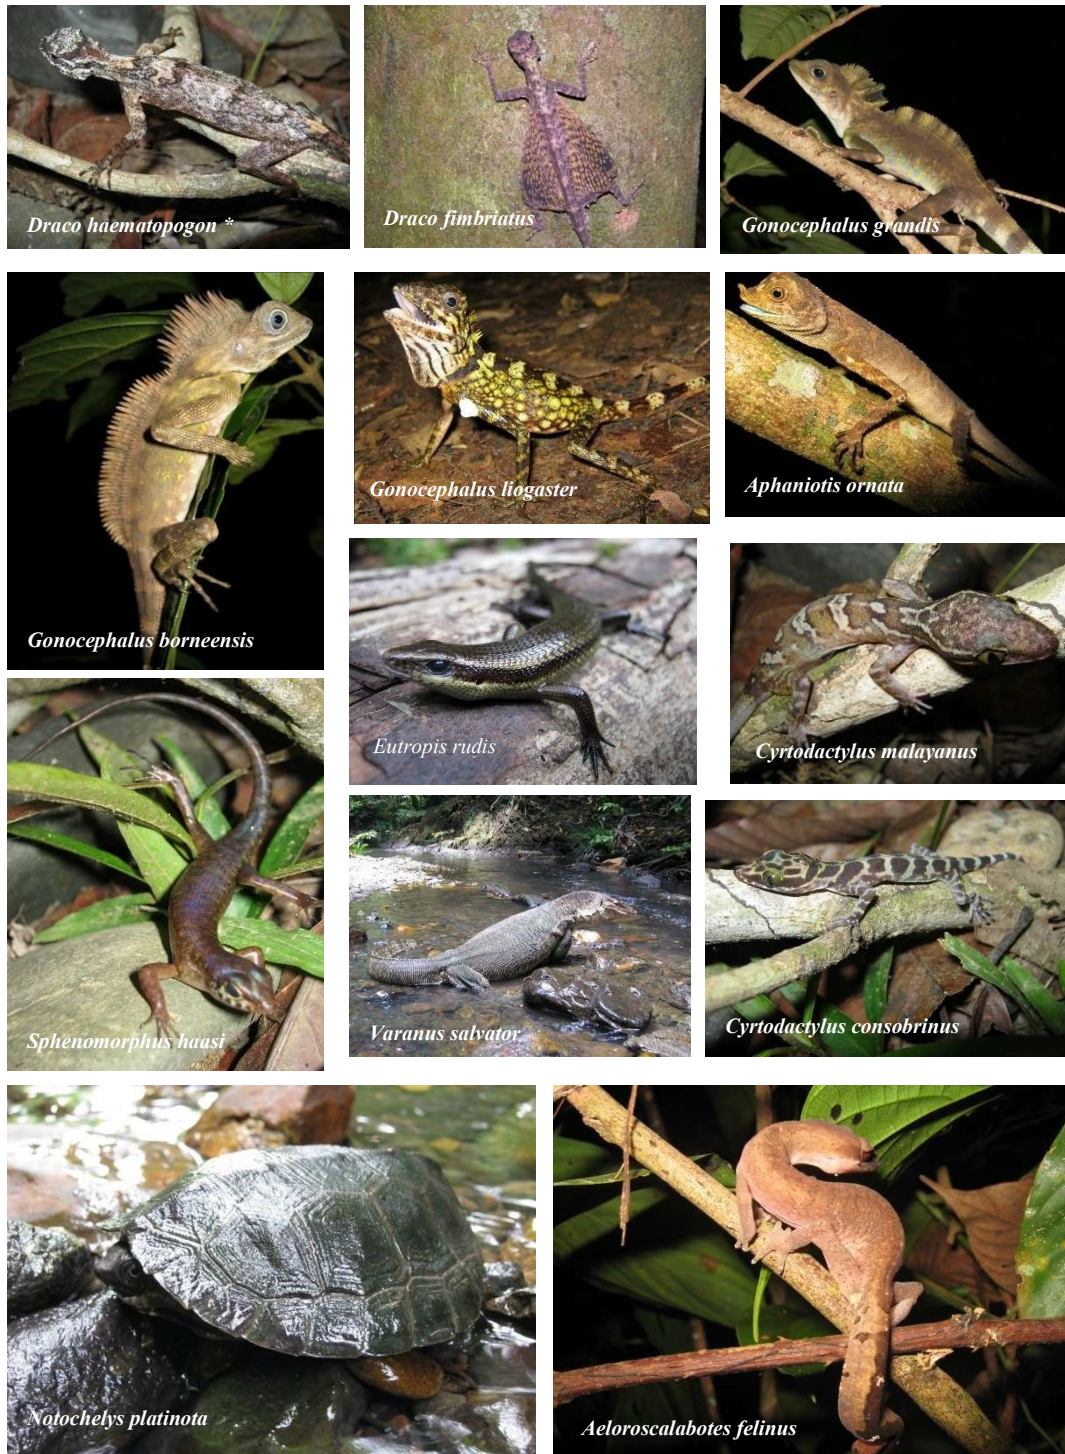 Draco haematopogon *
Draco fimbriatus
Gonocephalus grandis
Gonocephalus borneensis
Gonocephalus liogaster
Aphaniotis ornata
Eutropis rudis
Cyrtodactylus malayanus
Sphenomorphus haasi
Varanus salvator
Cyrtodactylus consobrinus
Notochelys platinota
Aeloroscalabotes felinus